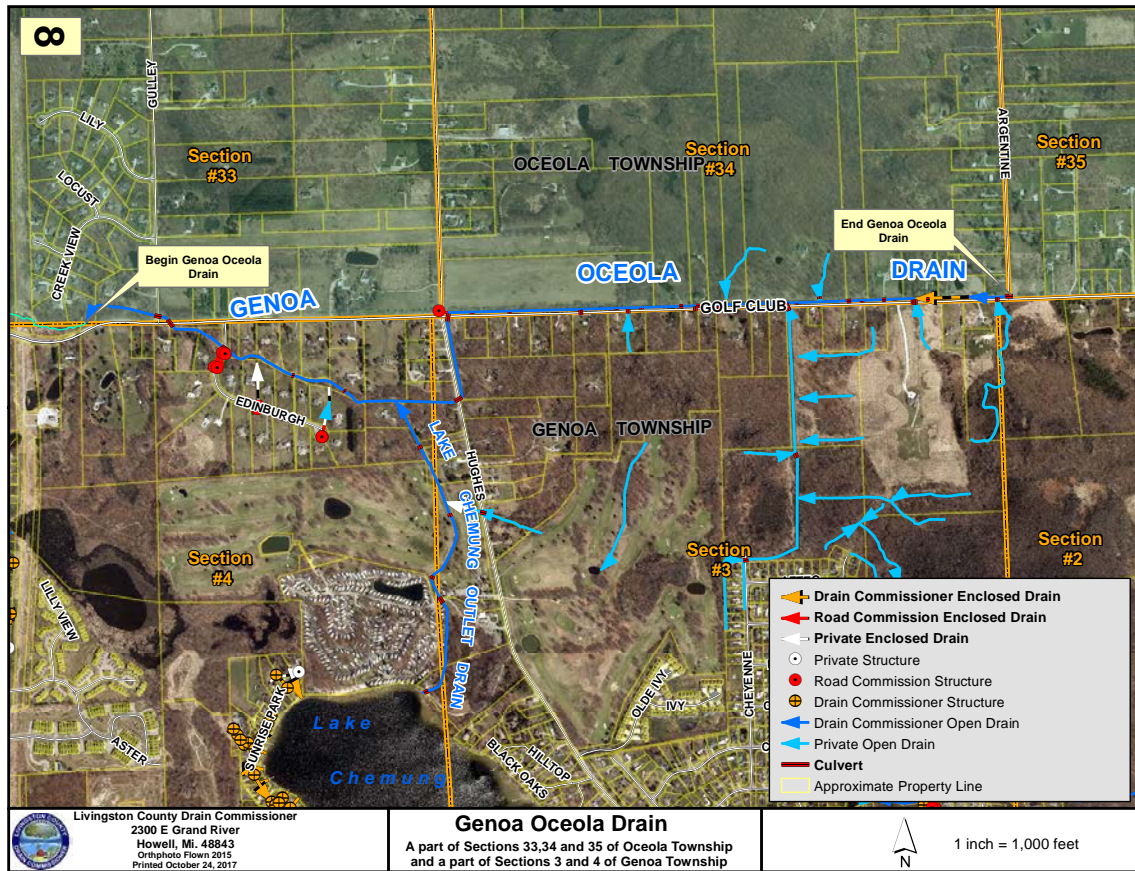 8
GULLEY
LILY
LOCUST
CREEK VIEW
Section
#33
OCEOLA TOWNSHIP
Section
#34
ARGENTINE
Section
#35
Begin Genoa Oceola
Drain
End Genoa Oceola
Drain
GENOA
OCEOLA
DRAIN
GOLF CLUB
EDINBURGH
GENOA TOWNSHIP
HUGHES
LAKE CHEMUNG OUTLET DRAIN
Section
#4
Section
#3
Section
#2
LILLY VIEW
ASTER
SUNRISE PARK
Lake
Chemung
BLACK OAKS
HILLTOP
OLDE IVY
IVY
CHEYENNE
Drain Commissioner Enclosed Drain
Road Commission Enclosed Drain
Private Enclosed Drain
Private Structure
Road Commission Structure
Drain Commissioner Structure
Drain Commissioner Open Drain
Private Open Drain
Culvert
Approximate Property Line
LIVINGSTON COUNTY
DRAIN COMMISSIONER
Livingston County Drain Commissioner
2300 E Grand River
Howell, Mi. 48843
Orthphoto Flown 2015
Printed October 24, 2017
Genoa Oceola Drain
A part of Sections 33,34 and 35 of Oceola Township
and a part of Sections 3 and 4 of Genoa Township
N
1 inch = 1,000 feet